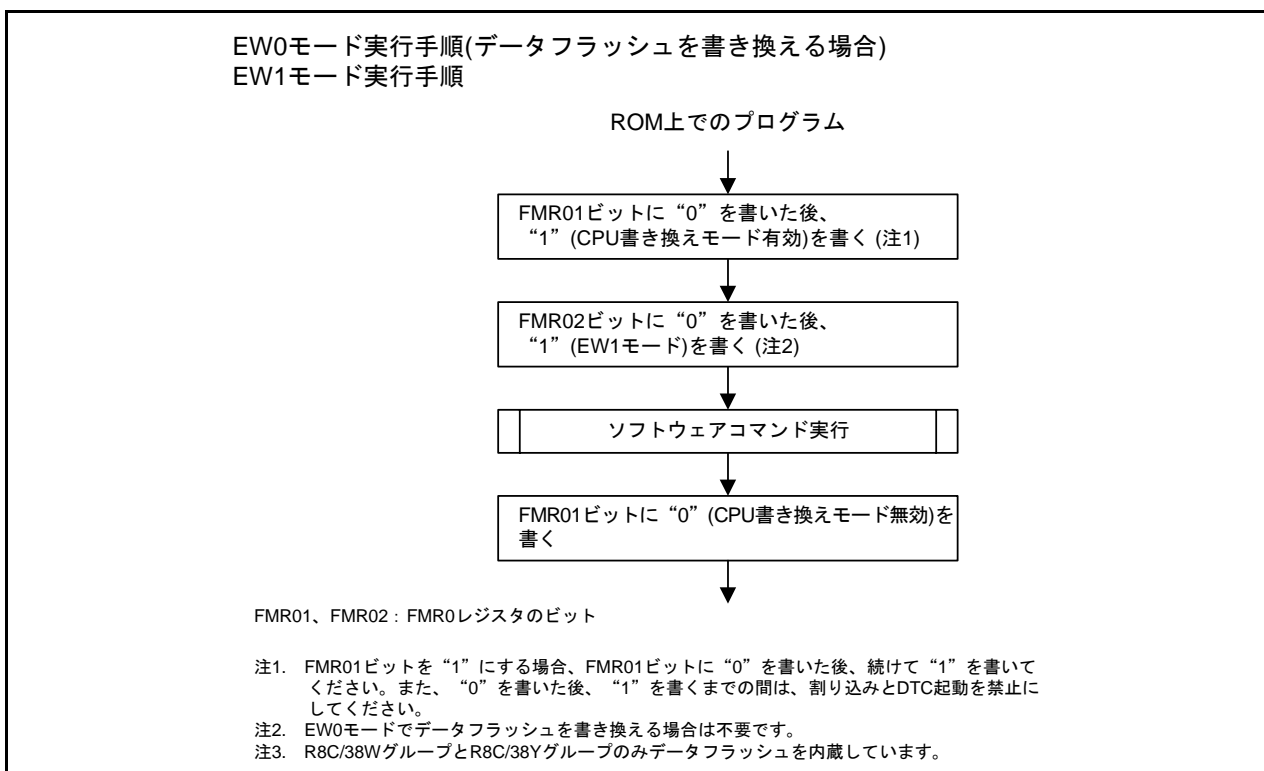 EW0モード実行手順(データフラッシュを書き換える場合)
EW1モード実行手順
ROM上でのプログラム
FMR01ビットに“0”を書いた後、
“1”(CPU書き換えモード有効)を書く (注1)
FMR02ビットに“0”を書いた後、
“1”(EW1モード)を書く (注2)
ソフトウェアコマンド実行
FMR01ビットに“0”(CPU書き換えモード無効)を
書く
FMR01、FMR02：FMR0レジスタのビット
注1. FMR01ビットを“1”にする場合、FMR01ビットに“0”を書いた後、続けて“1”を書いて
ください。また、“0”を書いた後、“1”を書くまでの間は、割り込みとDTC起動を禁止に
してください。
注2. EW0モードでデータフラッシュを書き換える場合は不要です。
注3. R8C/38WグループとR8C/38Yグループのみデータフラッシュを内蔵しています。